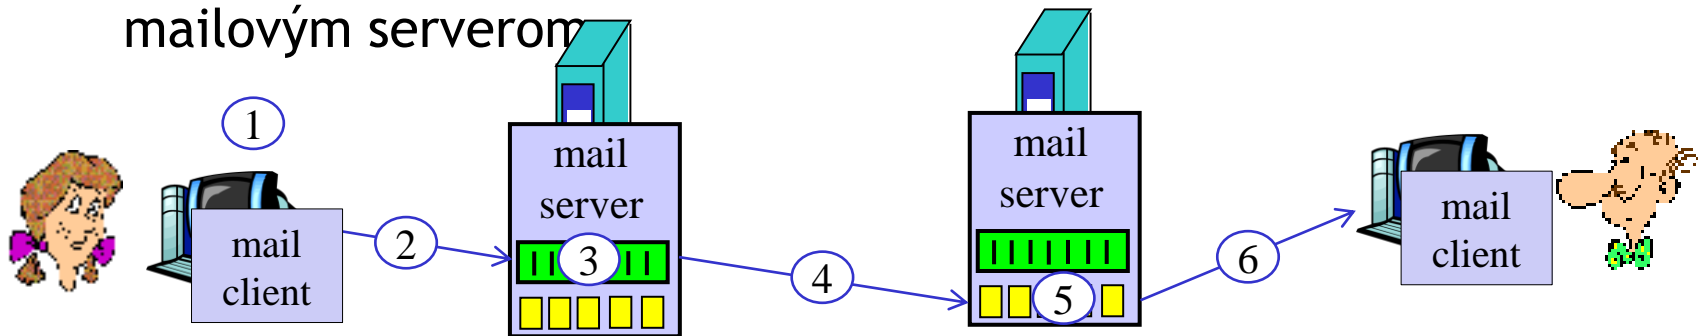 mailovým serverom
1
mail
server
mail
server
mail
client
2
3
4
5
6
mail
client